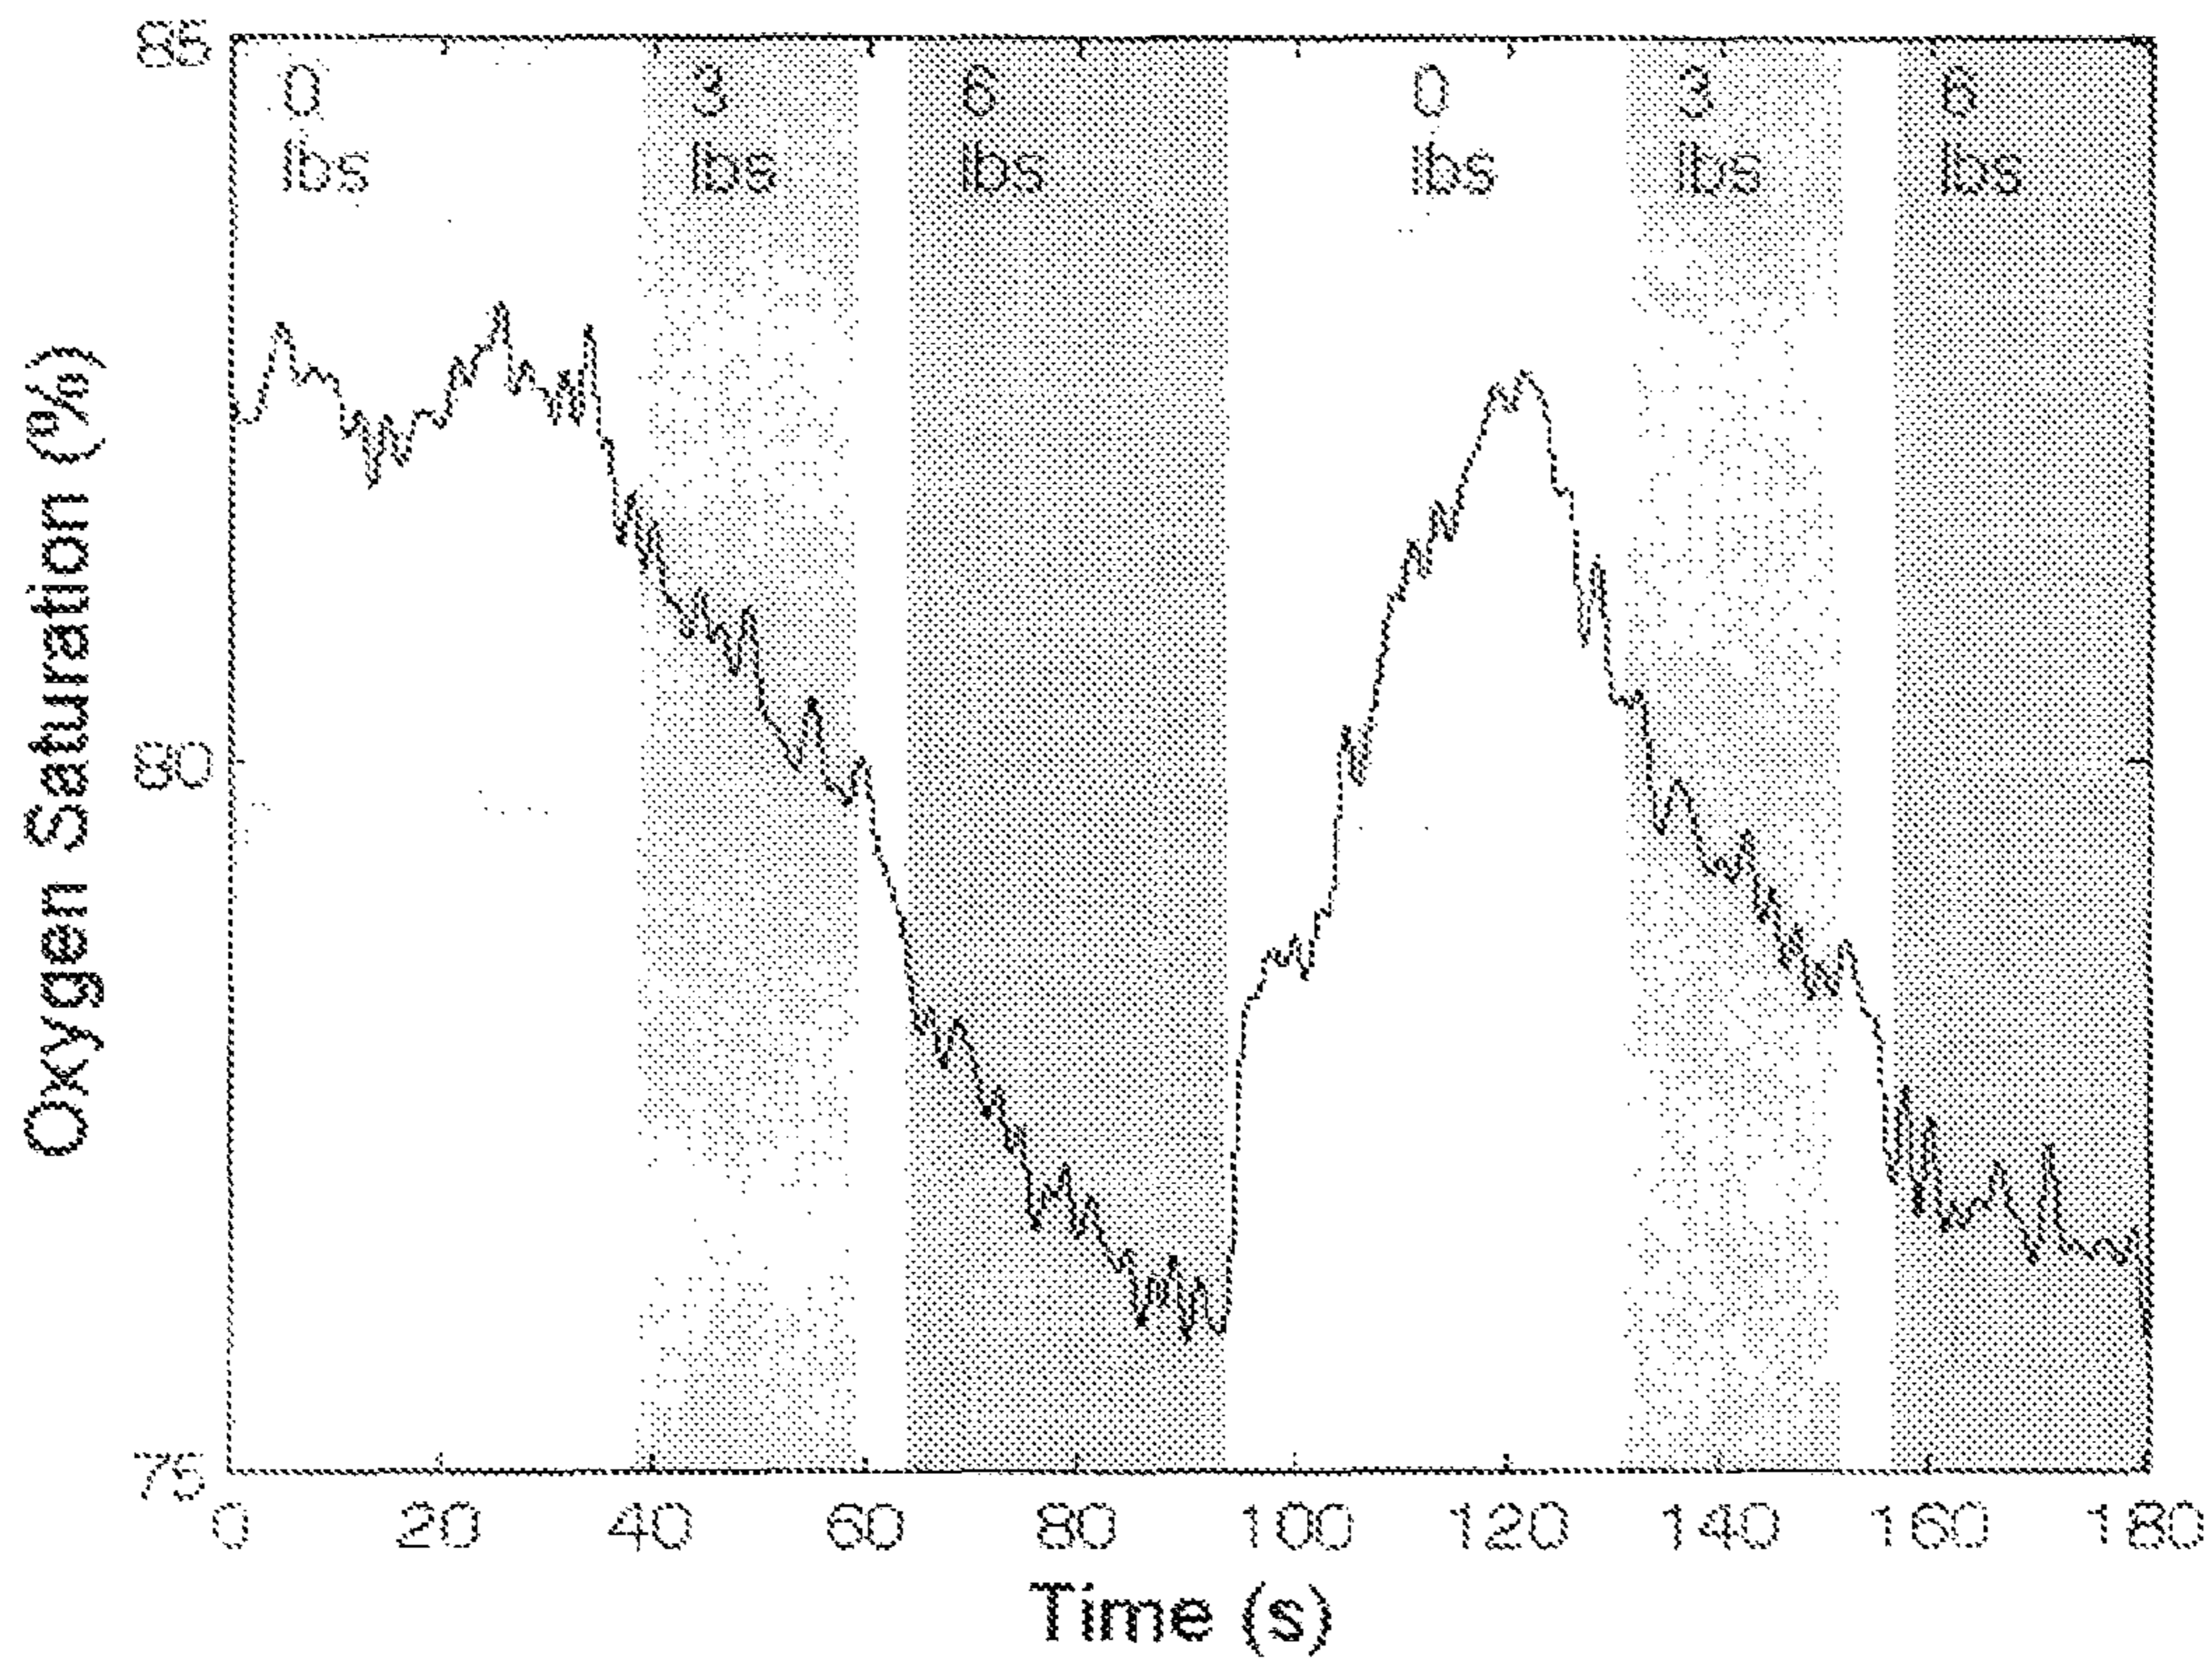 85
0 3 6 0 3 6
lbs lbs lbs lbs lbs lbs
Oxygen Saturation (%)
80
75
0 20 40 60 80 100 120 140 160 180
Time (s)